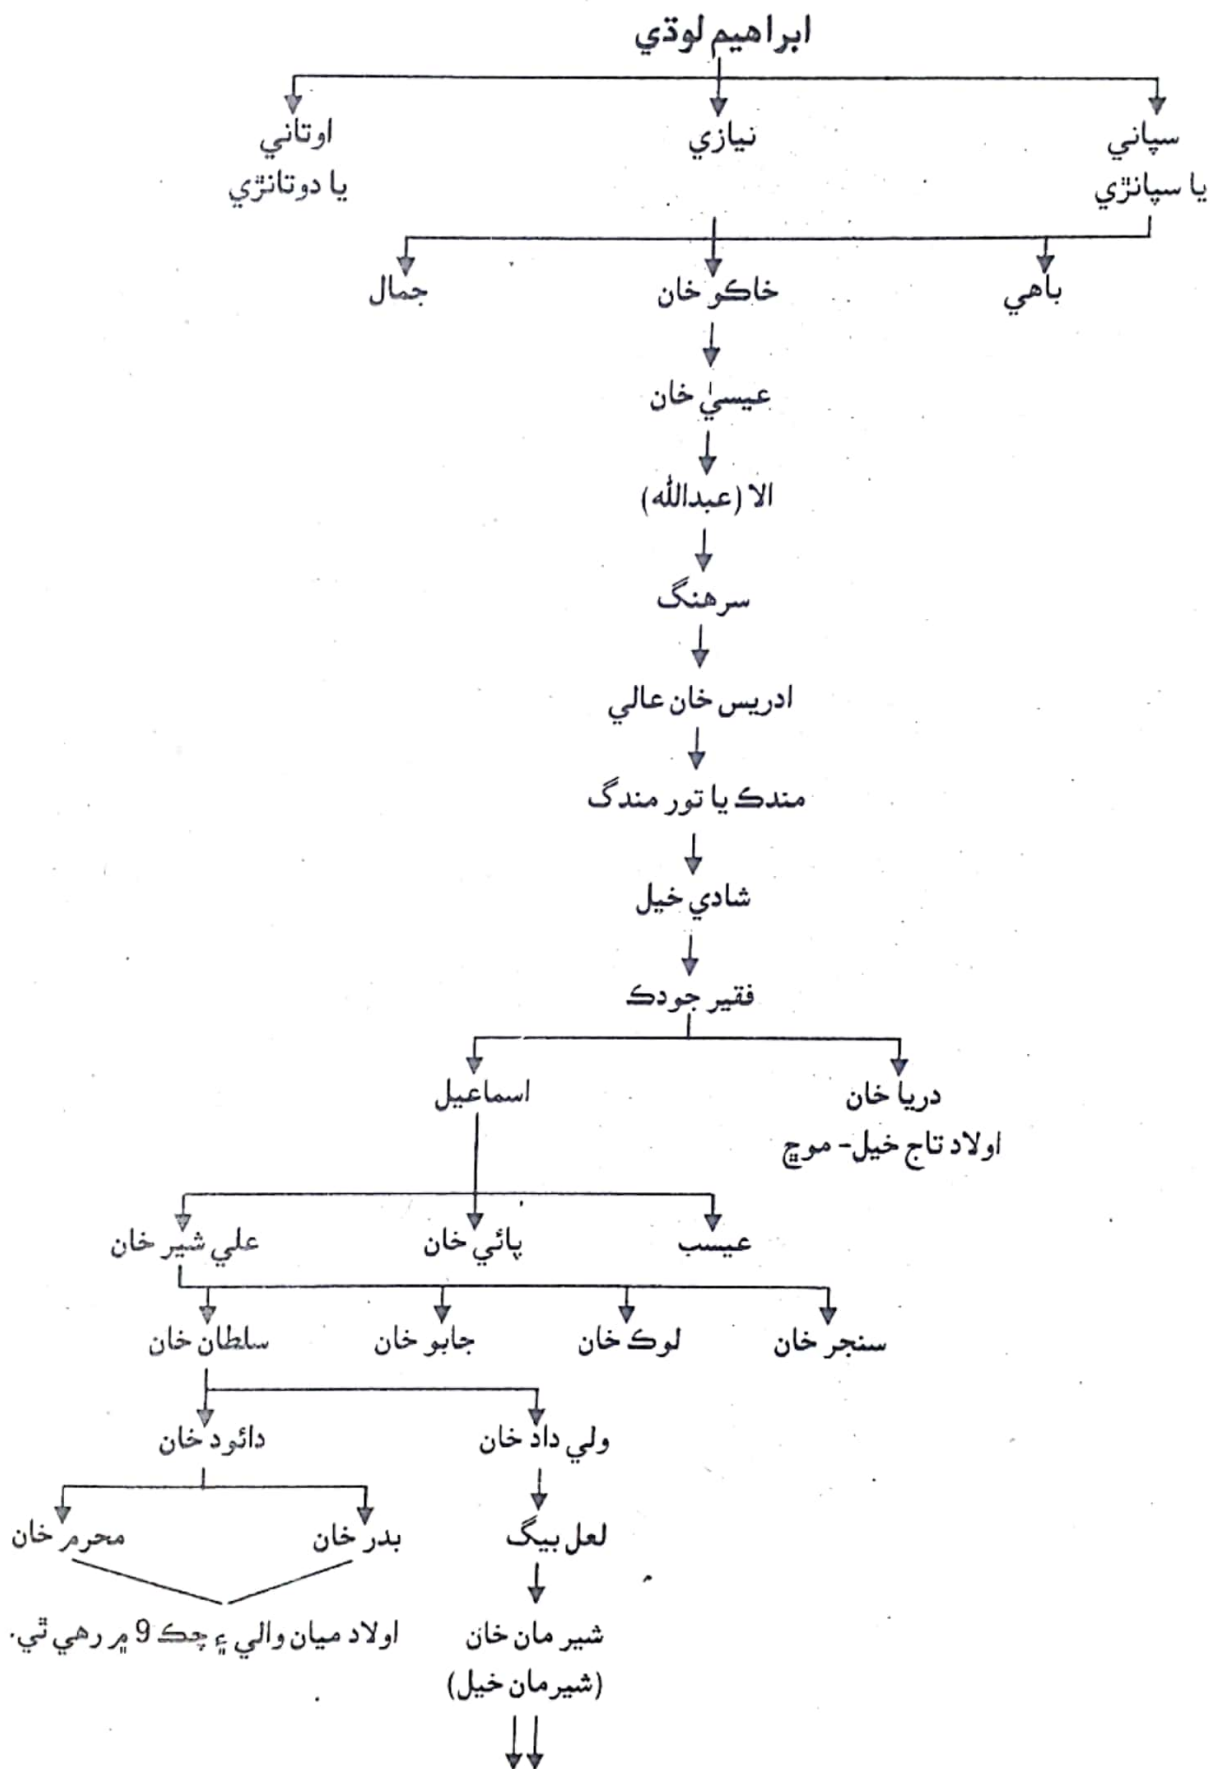 ابراهيم لوڌي
سپاني
يا سپانڙي
نيازي
اوتاني
يا دوتانڙي
باهي
خاڪو خان
جمال
عيسيٰ خان
الا (عبدالله)
سرهنگ
ادريس خان عالي
مندڪ يا تور مندگ
شادي خيل
فقير جودڪ
دريا خان
اولاد تاج خيل- موڇ
اسماعيل
عيسب
پائي خان
علي شير خان
سنجر خان
لوڪ خان
جابو خان
سلطان خان
ولي داد خان
دائود خان
لعل بيگ
بدر خان
محرم خان
شير مان خان
(شيرمان خيل)
اولاد ميان والي ۽ چڪ 9 ۾ رهي ٿي.